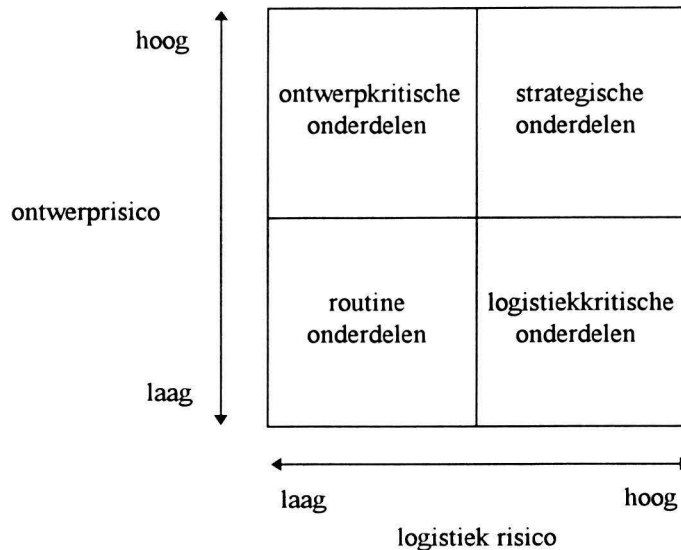 hoog
ontwerpkritische
onderdelen
strategische
onderdelen
ontwerprisico
routine
onderdelen
logistiekkritische
onderdelen
laag
laag
hoog
logistiek risico